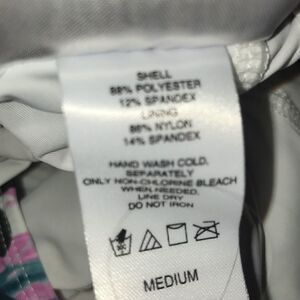 SHELL
88% POLYESTER
12% SPANDEX
LINING
86% NYLON
14% SPANDEX
HAND WASH COLD,
SEPARATELY
ONLY NON-CHLORINE BLEACH
WHEN NEEDED,
LINE DRY
DO NOT IRON
MEDIUM